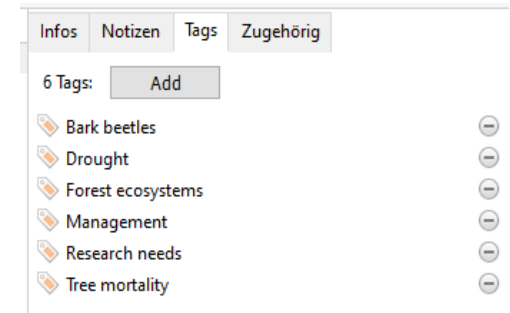 Infos Notizen Tags Zugehörig
6 Tags: Add
Bark beetles
Drought
Forest ecosystems
Management
Research needs
Tree mortality